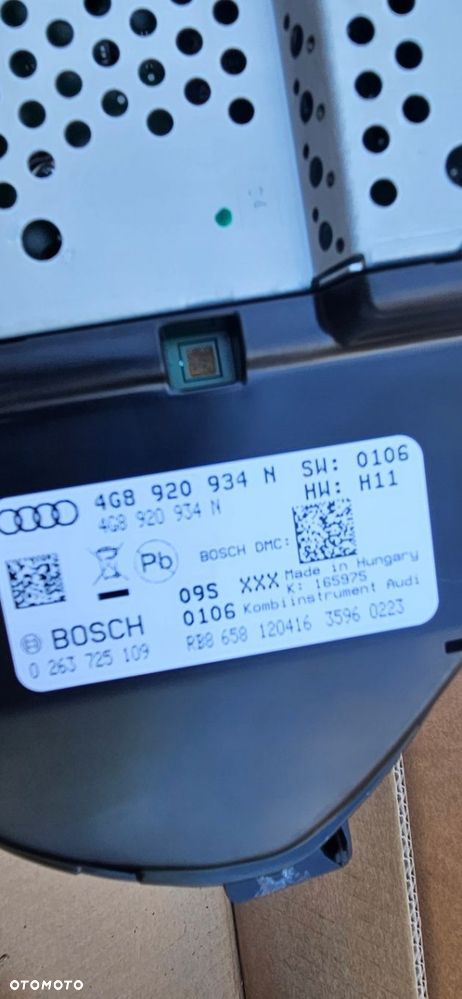 4G8 920 934 N SW: 0106
4G8 920 934 N HW: H11
Pb BOSCH DMC:
09S XXX Made in Hungary
K: 165975
0106 Kombiinstrument Audi
BOSCH
0 263 725 109 RB8 658 120416 3596 0223
OTOMOTO